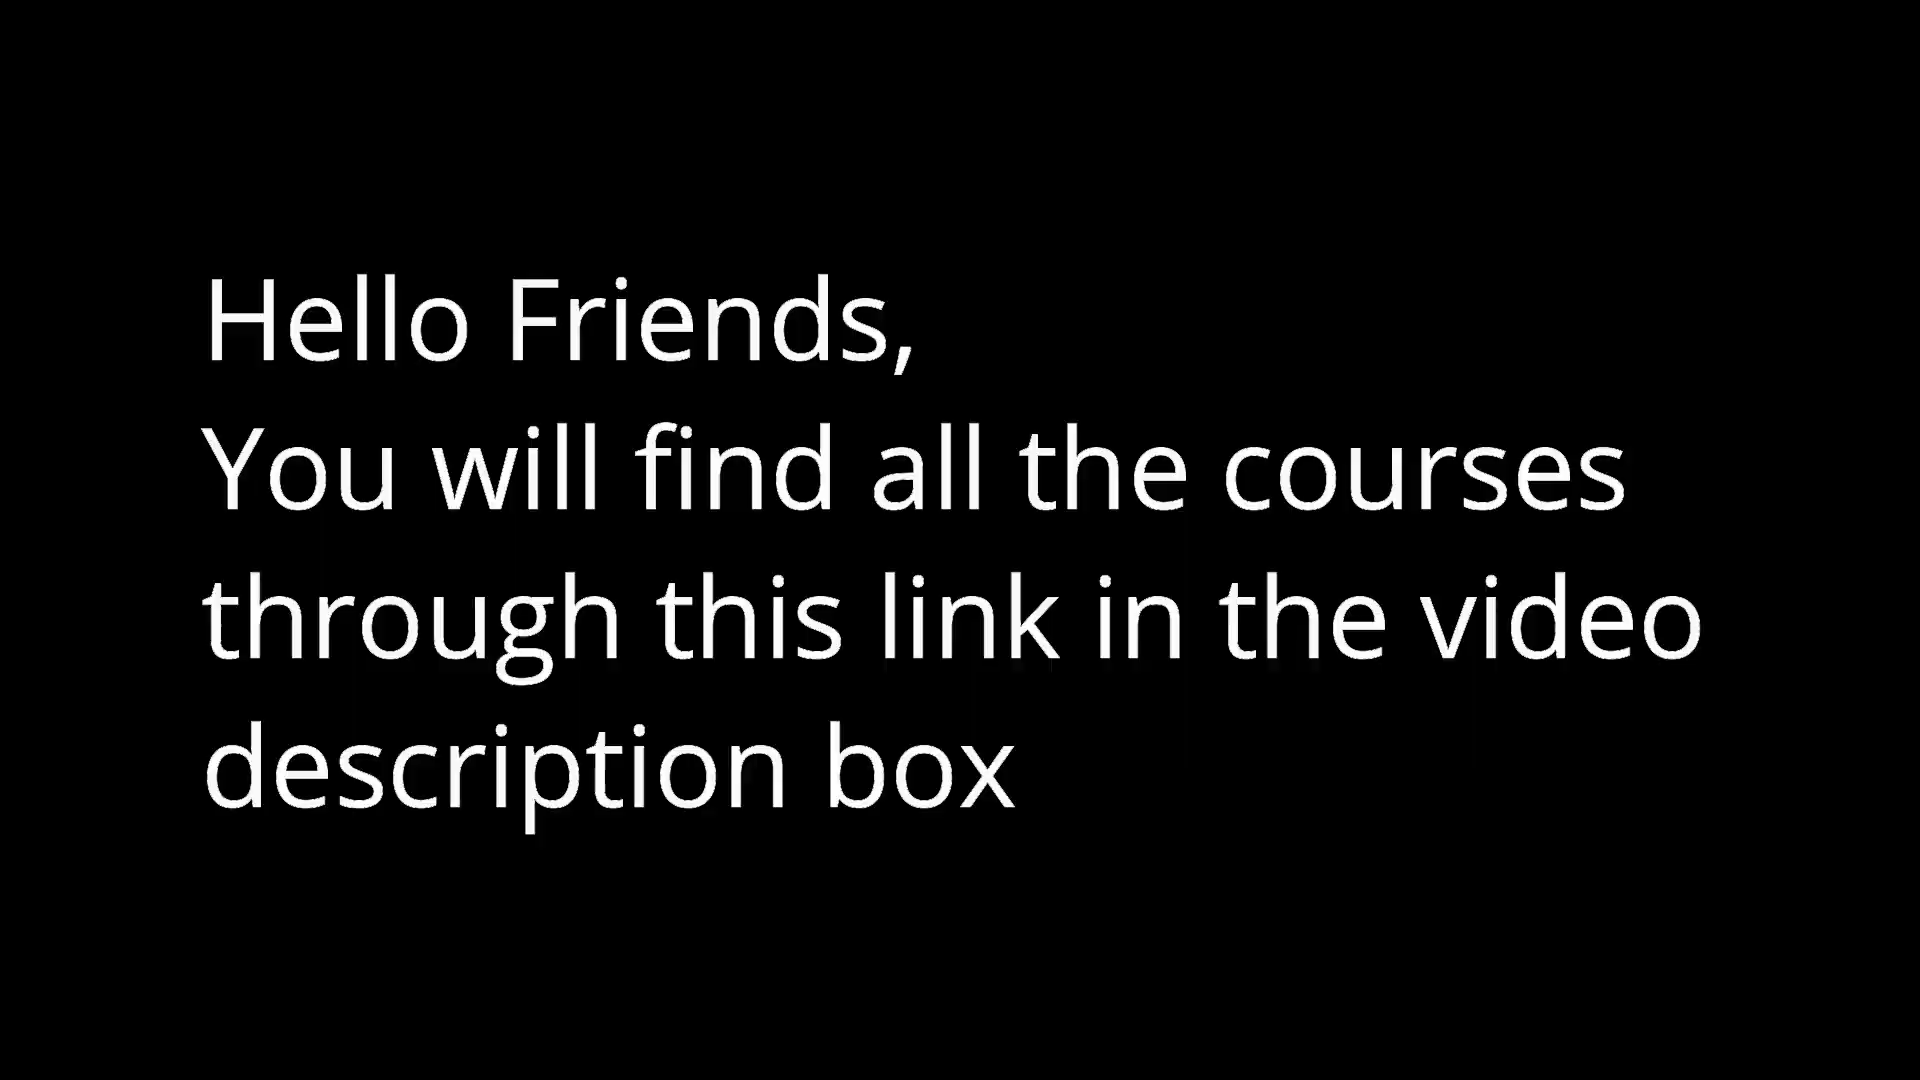 Hello Friends,
You will find all the courses
through this link in the video
description box